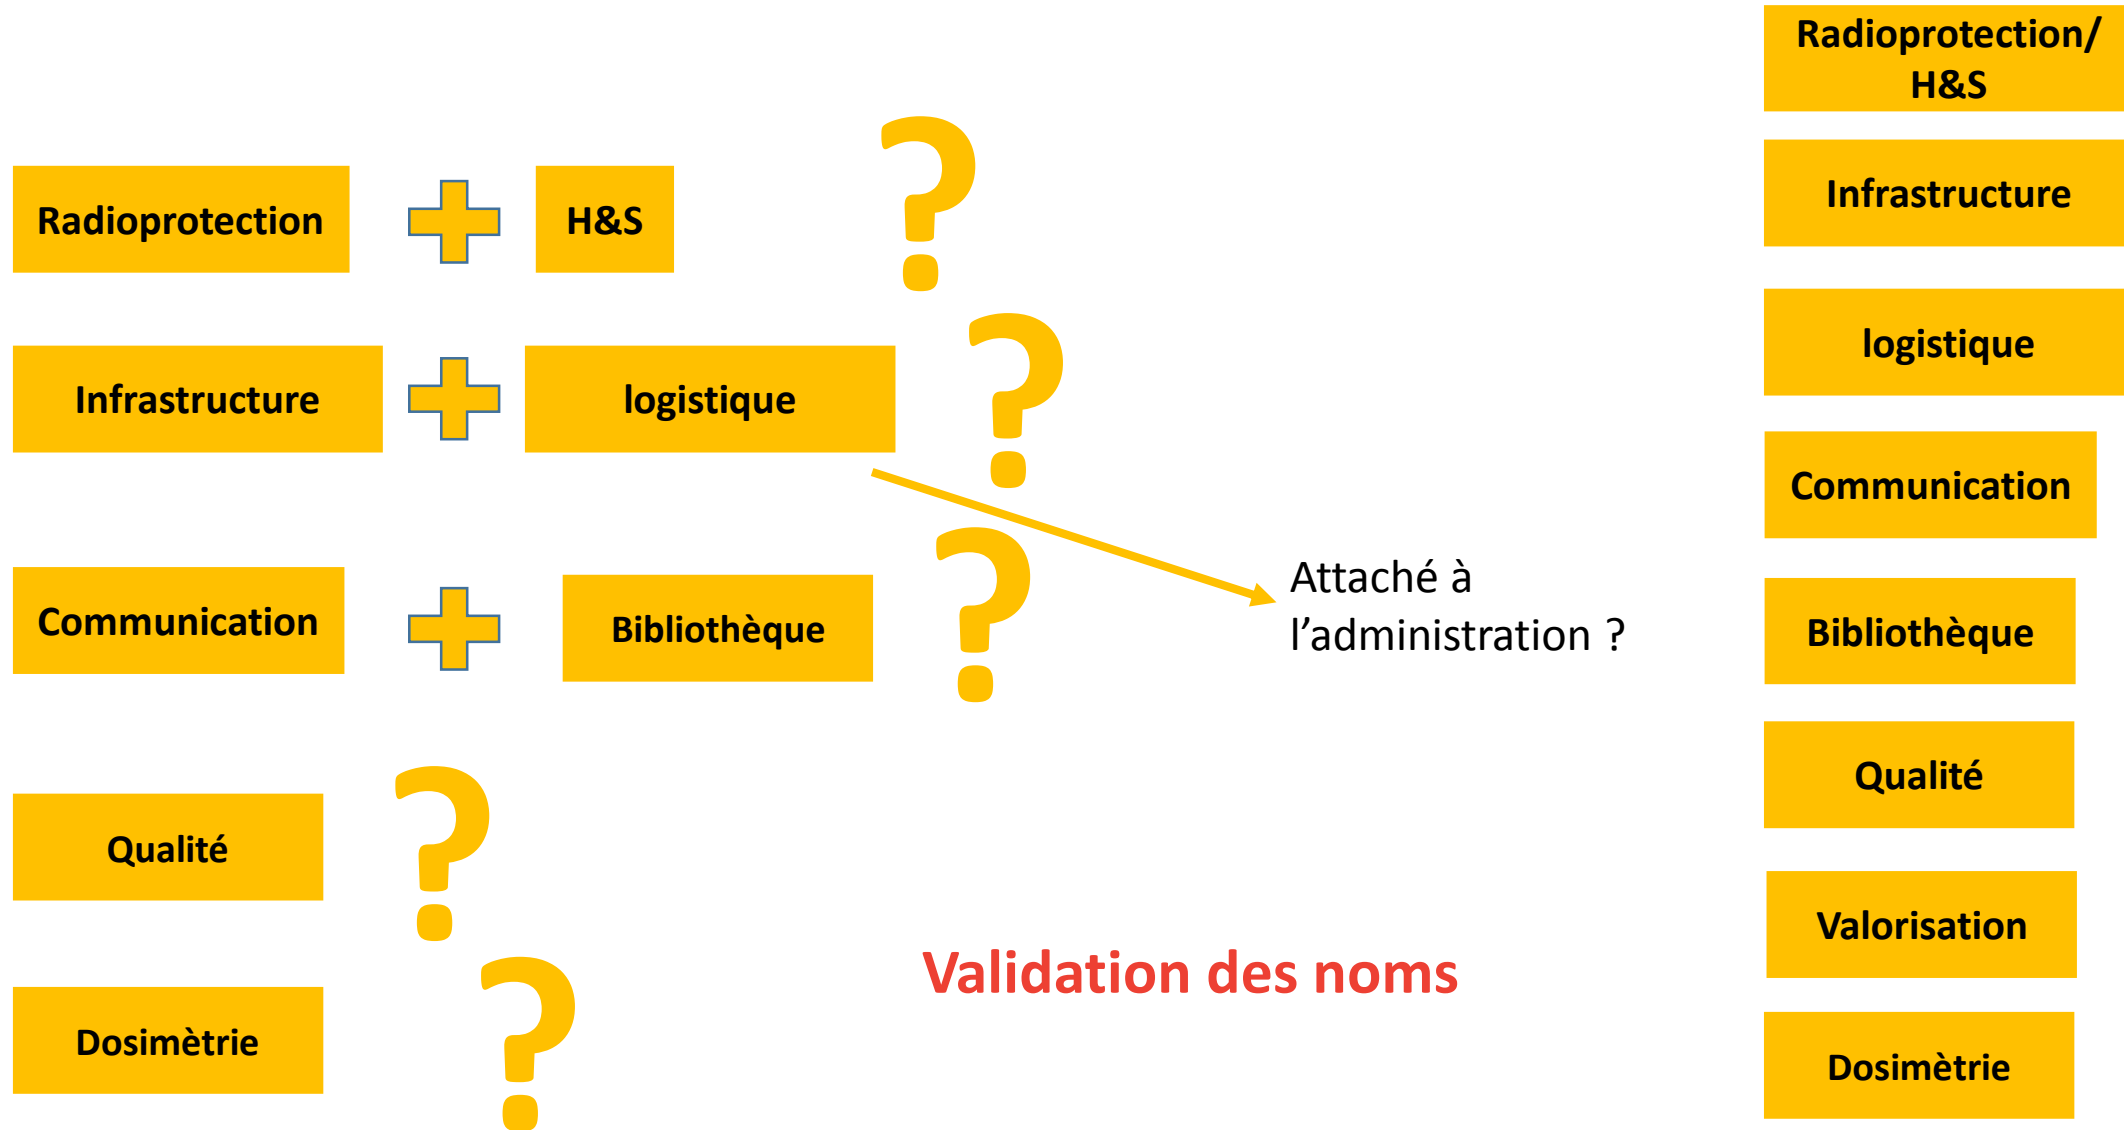 Radioprotection
H&S
?
Infrastructure
logistique
?
Communication
Bibliothèque
?
Attaché à
l’administration ?
Qualité
?
Dosimètrie
?
Validation des noms
Radioprotection/
H&S
Infrastructure
logistique
Communication
Bibliothèque
Qualité
Valorisation
Dosimètrie